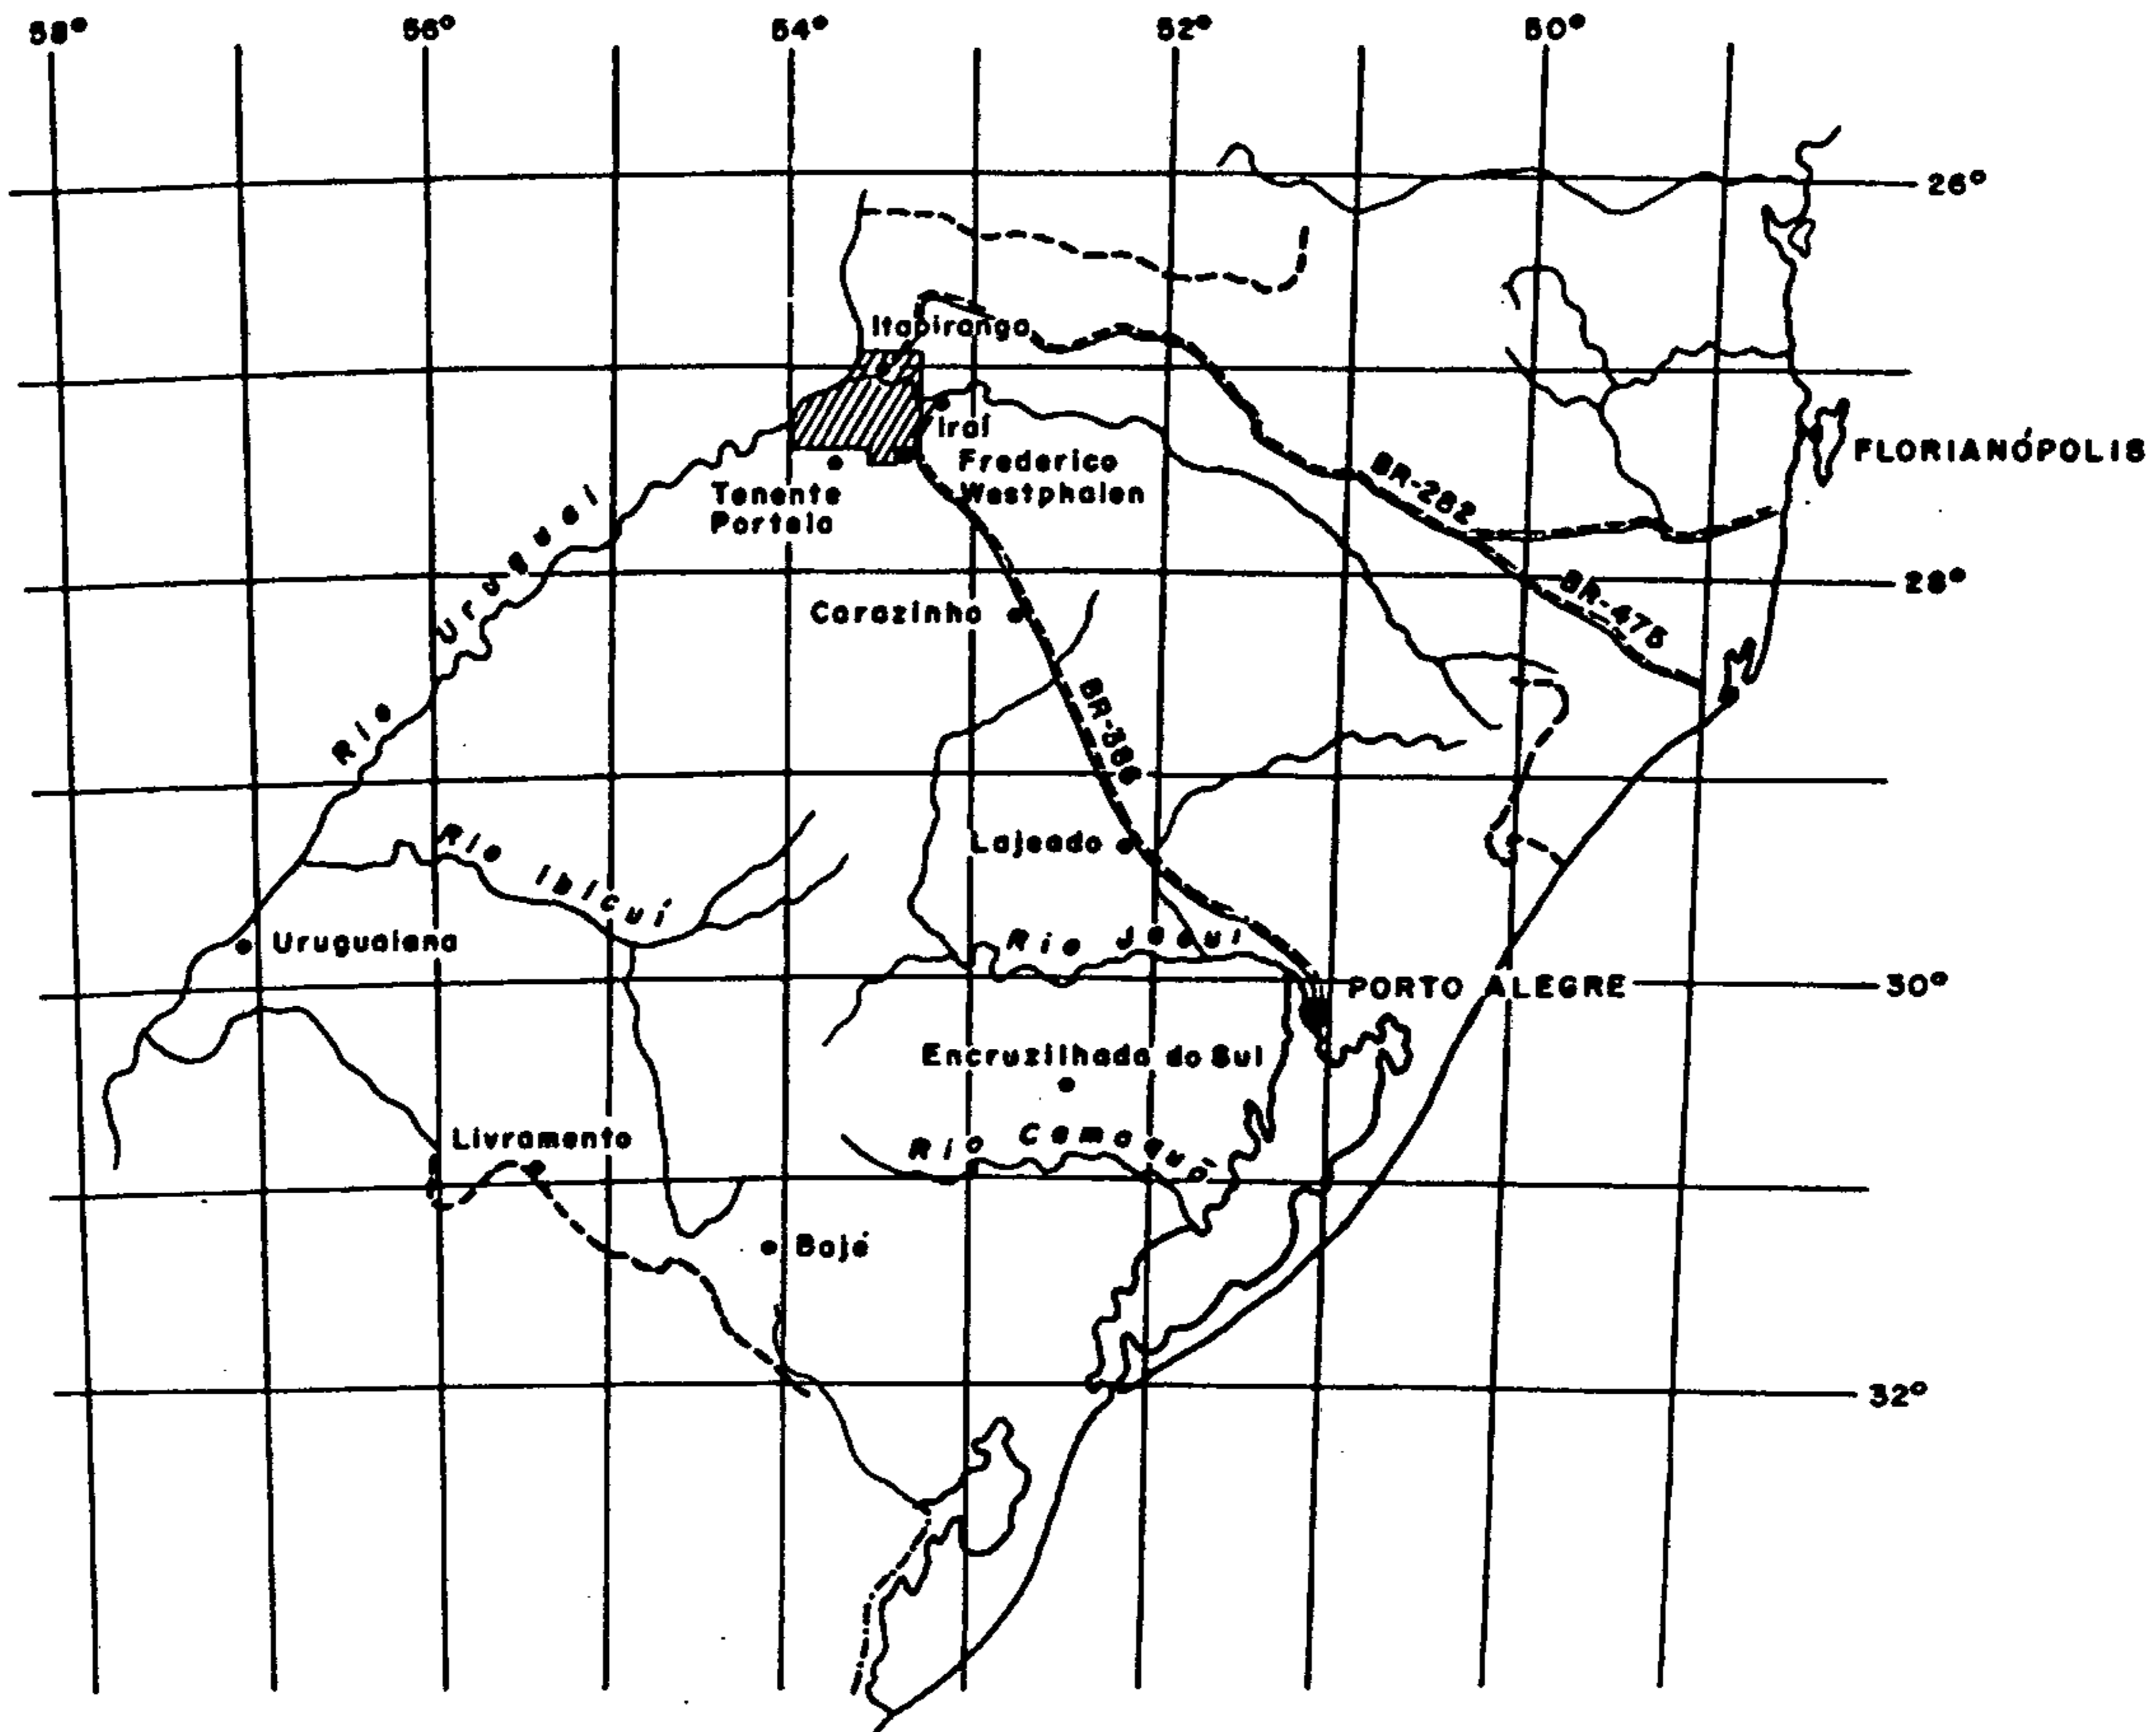 58° 56° 54° 52° 50°
26°
Itapiranga
Iraí
FLORIANÓPOLIS
Frederico
Westphalen
Tenente
Portela
BR-282
28°
BR-475
Carazinho
Rio Uruguai
BR-386
Lajeado
Rio Ibicuí
Uruguaiana
Rio Jacuí
PORTO ALEGRE
30°
Encruzilhada do Sul
Rio Camaquã
Livramento
Bajé
32°